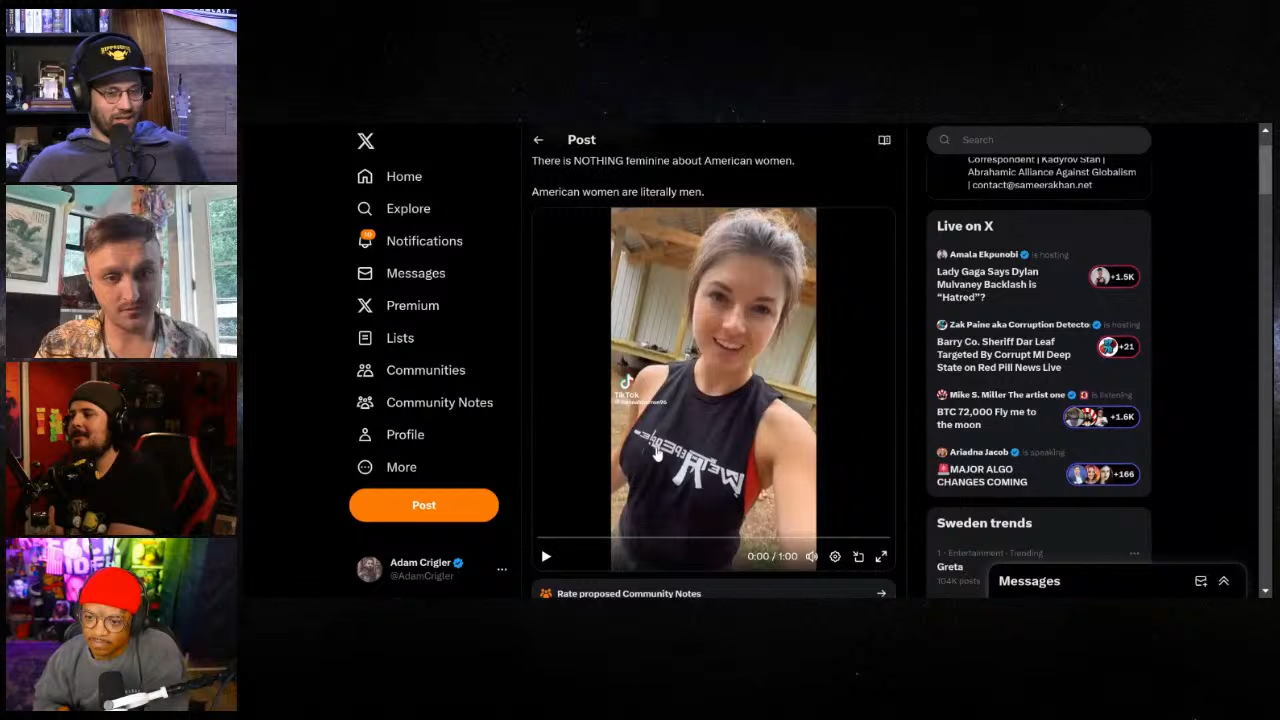 Post
There is NOTHING feminine about American women.
American women are literally men.
Home
Explore
10
Notifications
Messages
Premium
Lists
Communities
Community Notes
Profile
More
Post
Adam Crigler
@AdamCrigler
TikTok
0:00 / 1:00
Rate proposed Community Notes
Search
Correspondent | Kadyrov Stan |
Abrahamic Alliance Against Globalism
| contact@sameerakhan.net
Live on X
Amala Ekpunobi is hosting
Lady Gaga Says Dylan
Mulvaney Backlash is
“Hatred”?
+1.5K
Zak Paine aka Corruption Detecto: is hosting
Barry Co. Sheriff Dar Leaf
Targeted By Corrupt MI Deep
State on Red Pill News Live
+21
Mike S. Miller The artist one is listening
BTC 72,000 Fly me to
the moon
+1.6K
Ariadna Jacob is speaking
🚨MAJOR ALGO
CHANGES COMING
+166
Sweden trends
1 · Entertainment · Trending
Greta
104K posts
Messages